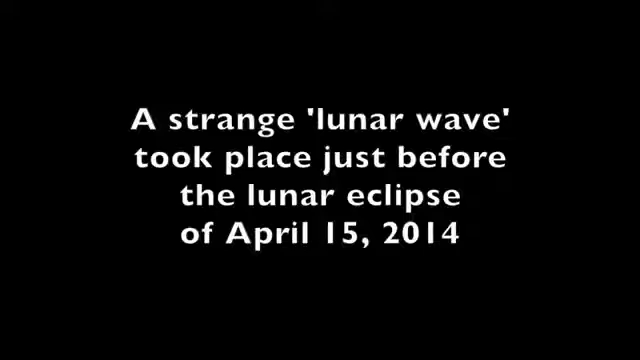 A strange 'lunar wave'
took place just before
the lunar eclipse
of April 15, 2014